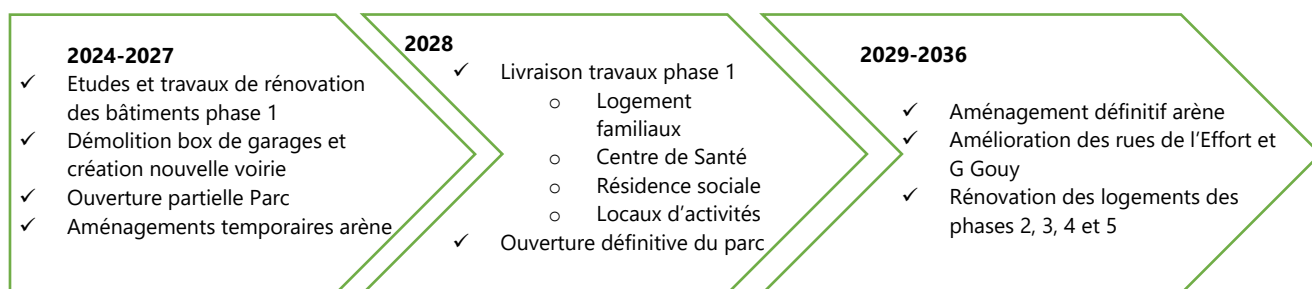 2024-2027
✓ Etudes et travaux de rénovation
des bâtiments phase 1
✓ Démolition box de garages et
création nouvelle voirie
✓ Ouverture partielle Parc
✓ Aménagements temporaires arène
2028
✓ Livraison travaux phase 1
o Logement
familiaux
o Centre de Santé
o Résidence sociale
o Locaux d’activités
✓ Ouverture définitive du parc
2029-2036
✓ Aménagement définitif arène
✓ Amélioration des rues de l’Effort et
G Gouy
✓ Rénovation des logements des
phases 2, 3, 4 et 5